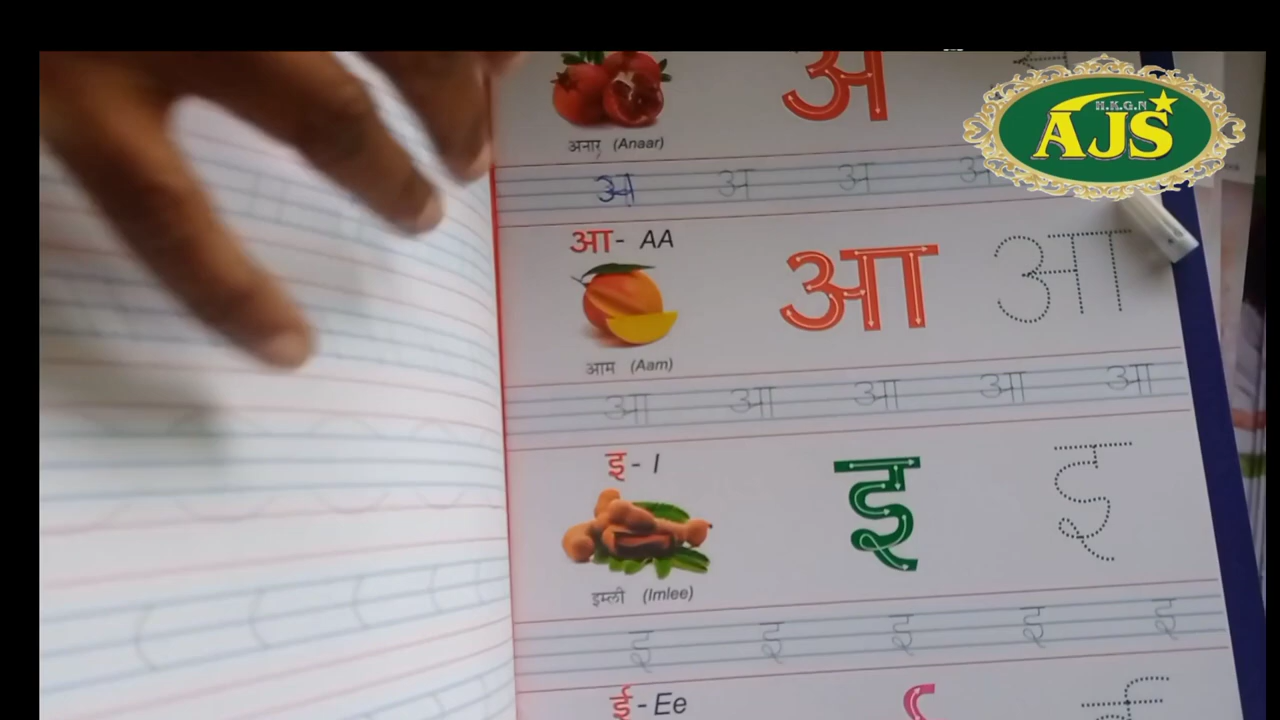 अ
H.K.G.N
AJS
अनार (Anaar)
अ अ अ अ
आ - AA
आ आ
आम (Aam)
आ आ आ आ आ
इ - I
इ इ
इम्ली (Imlee)
इ इ इ इ इ
ई - Ee